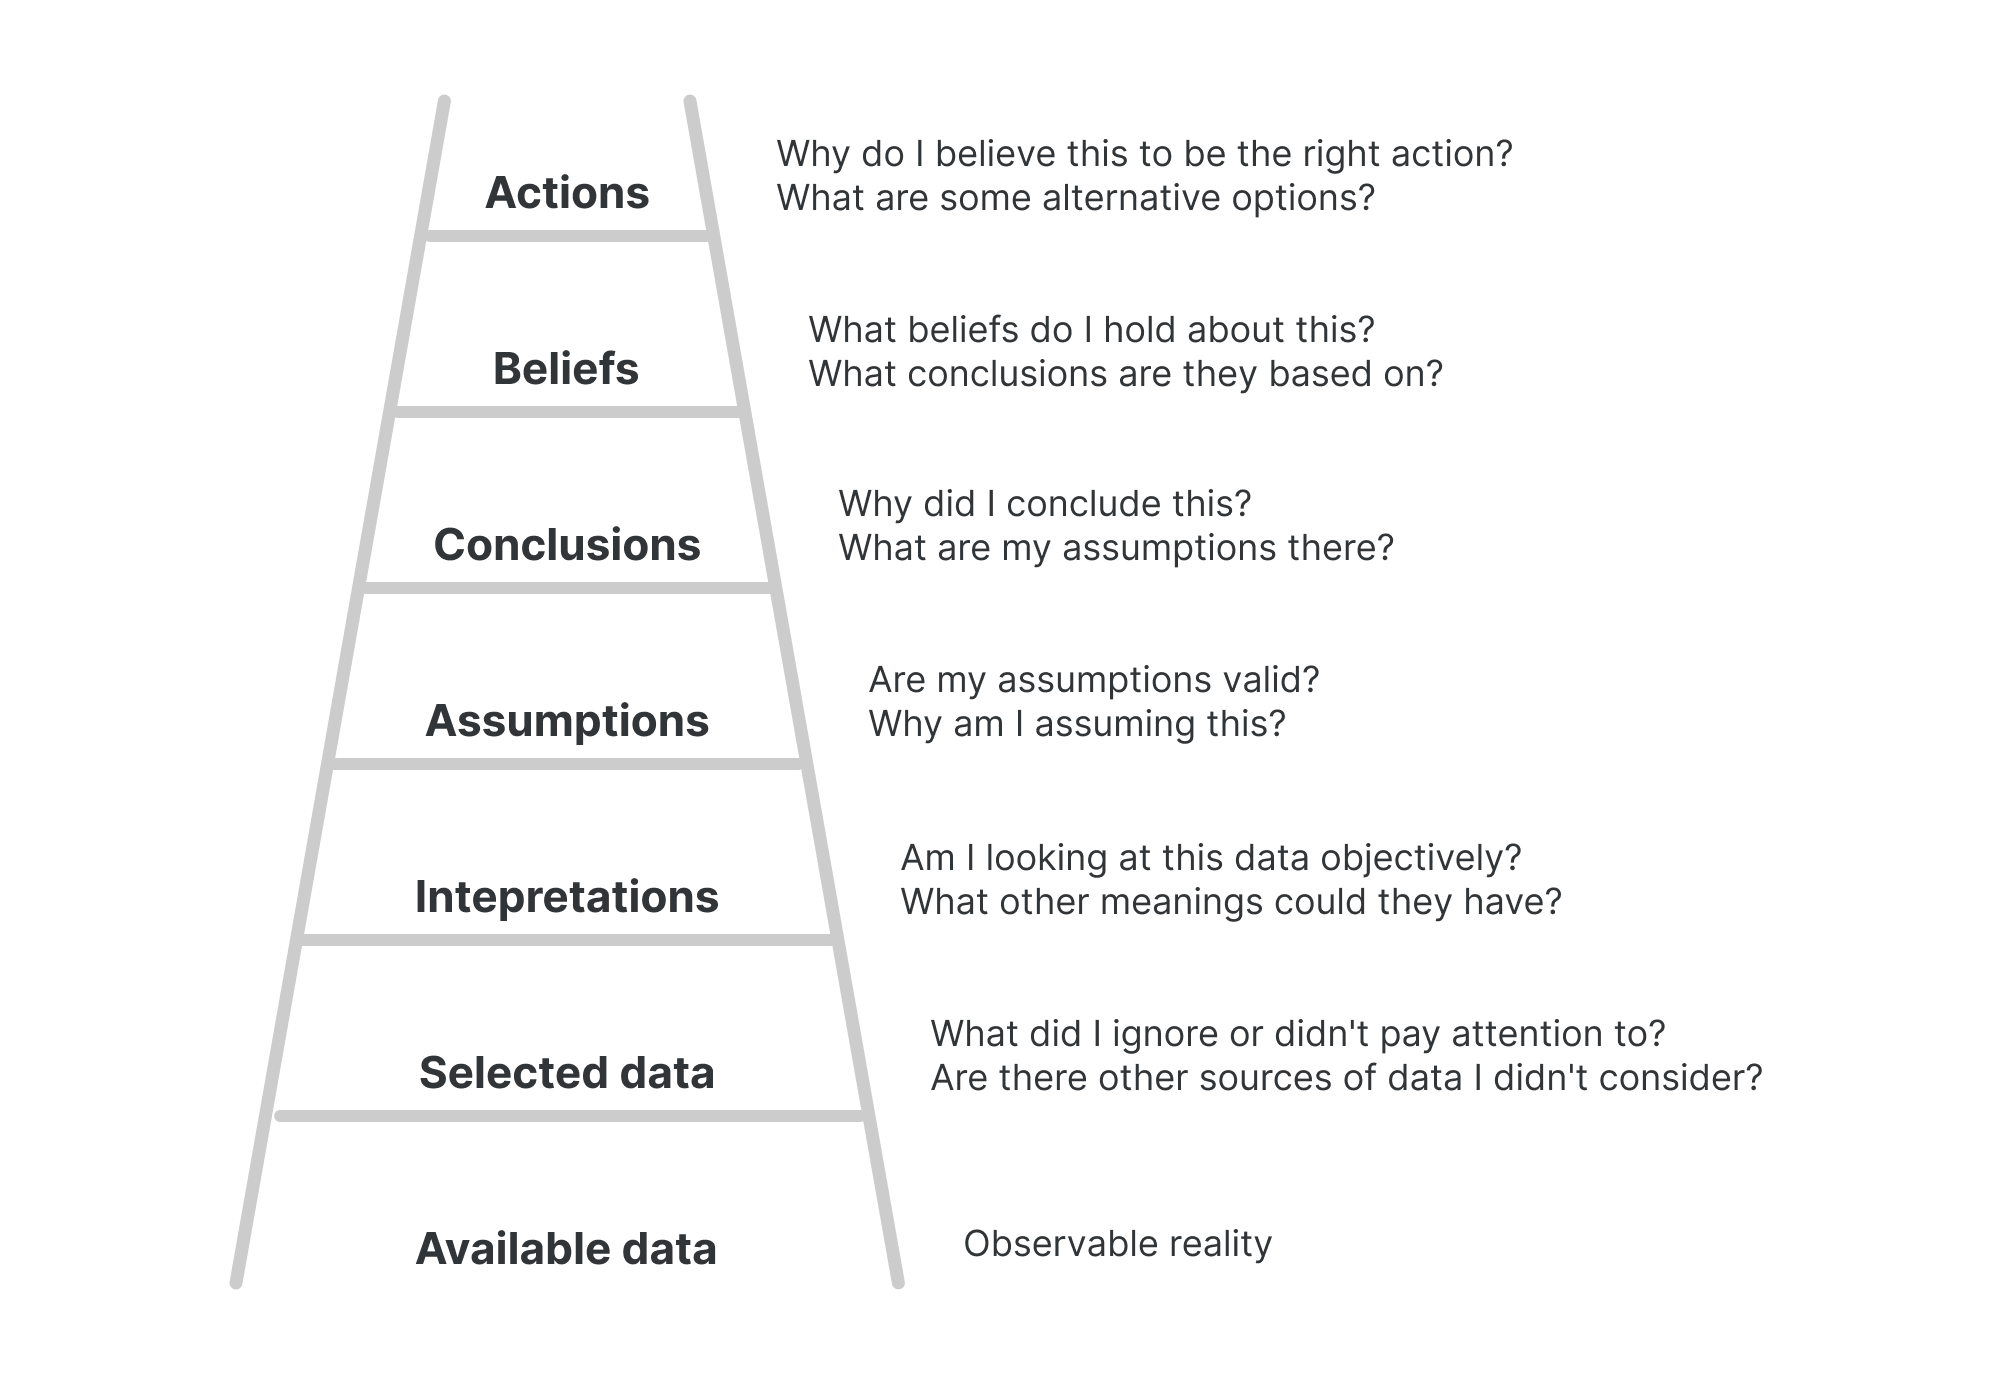 Why do I believe this to be the right action?
Actions
What are some alternative options?
What beliefs do I hold about this?
Beliefs
What conclusions are they based on?
Why did I conclude this?
Conclusions
What are my assumptions there?
Are my assumptions valid?
Assumptions
Why am I assuming this?
Am I looking at this data objectively?
Intepretations
What other meanings could they have?
What did I ignore or didn't pay attention to?
Selected data
Are there other sources of data I didn't consider?
Available data
Observable reality